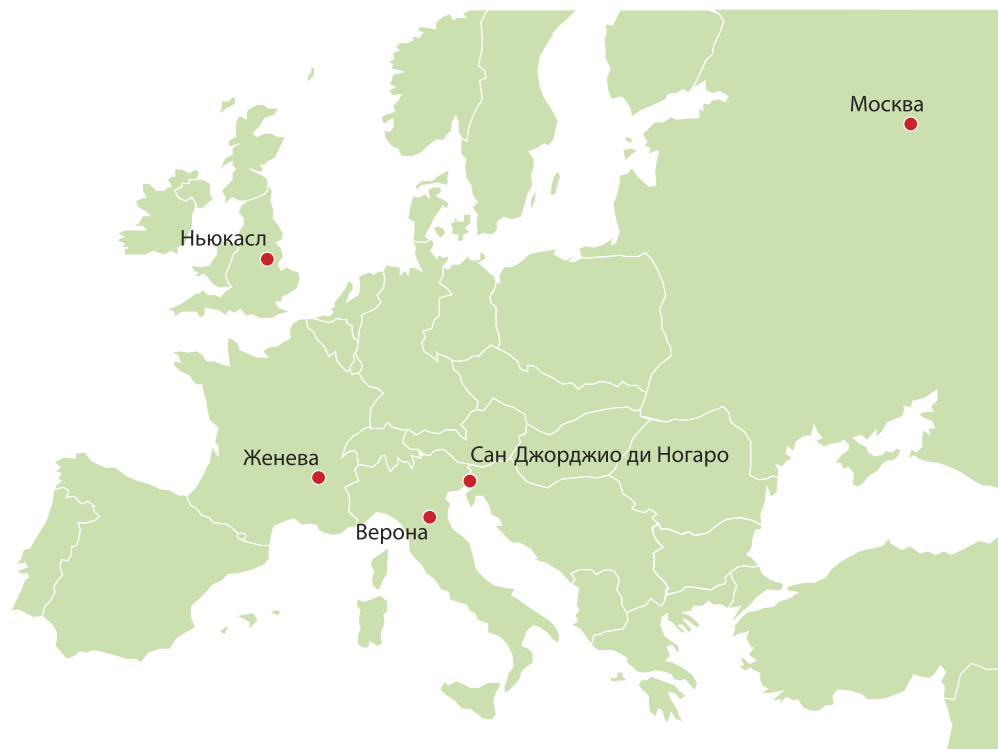 Москва
Ньюкасл
Женева
Сан Джорджио ди Ногаро
Верона